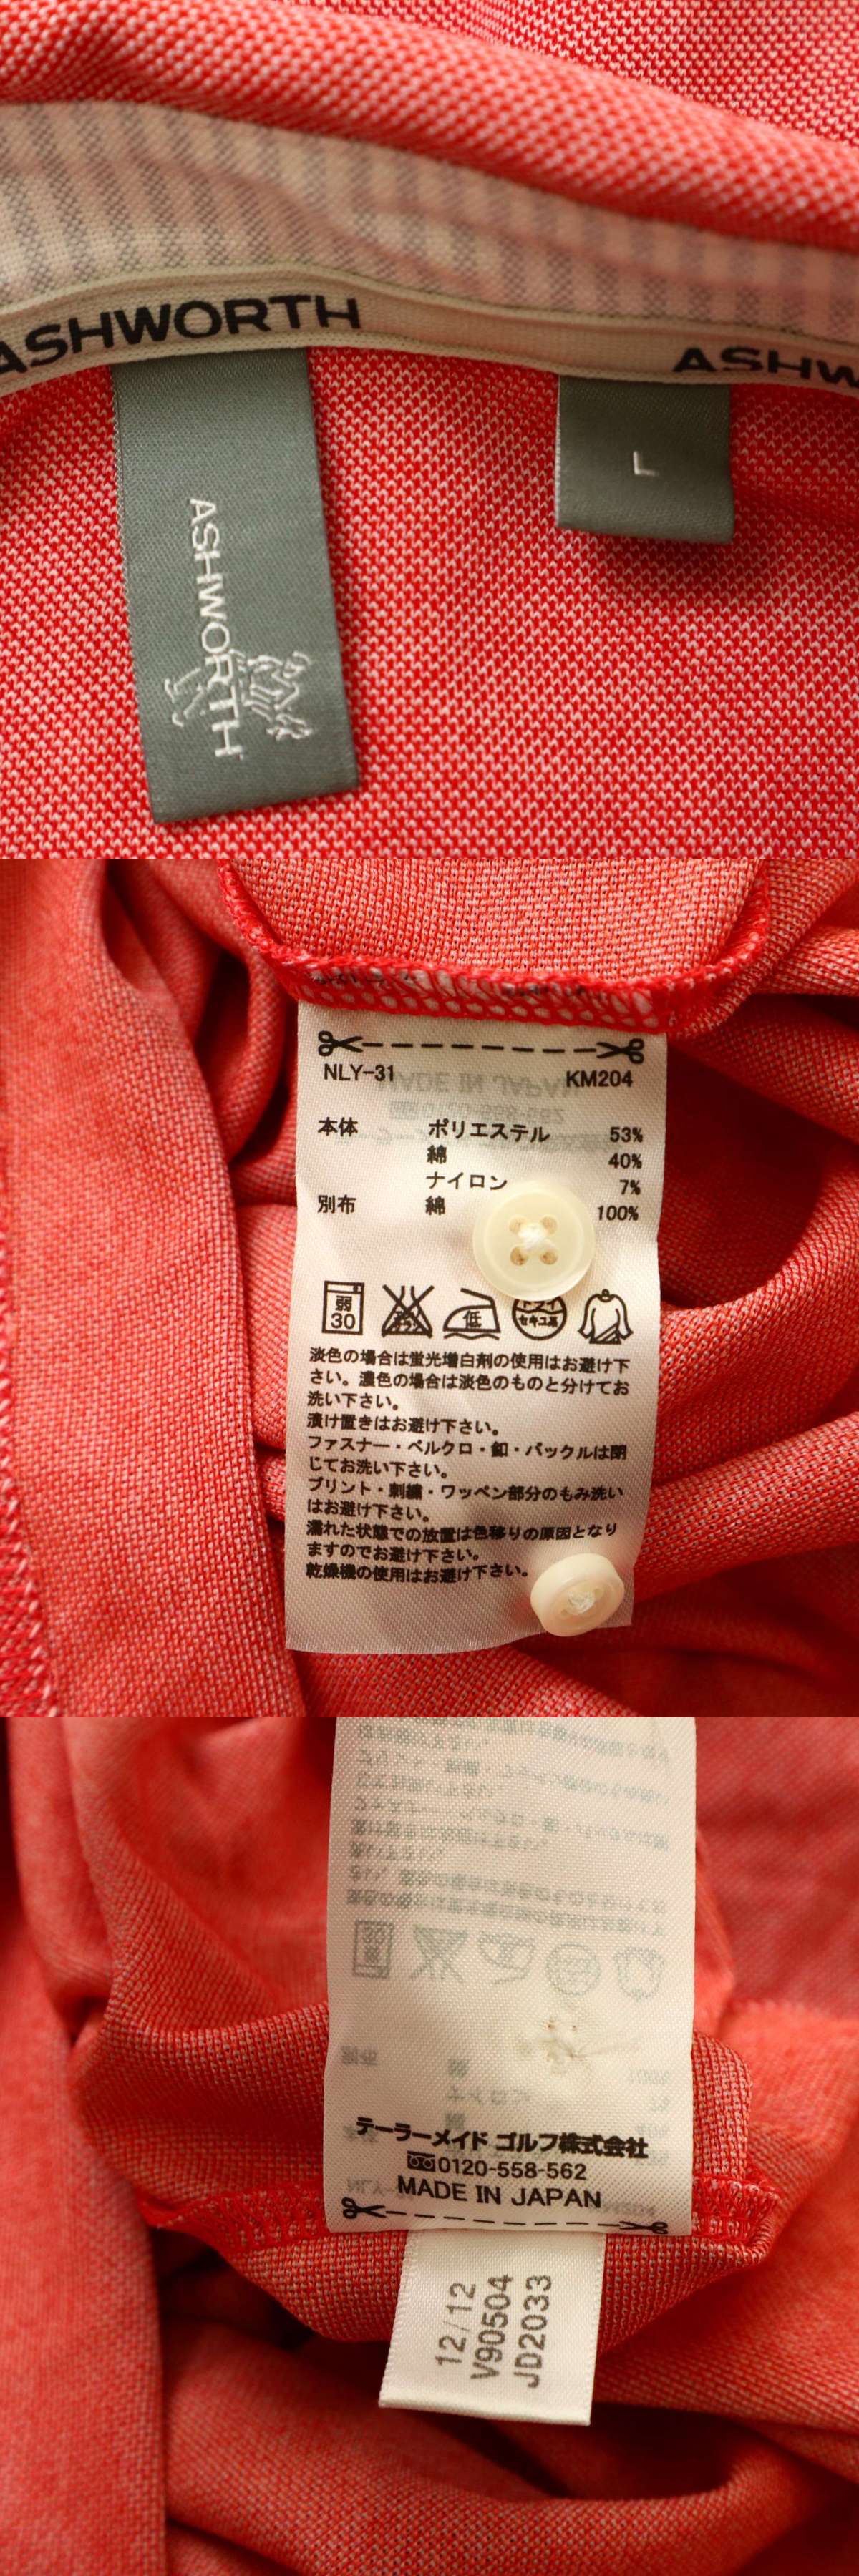 ASHWORTH
ASHW
ASHWORTH
L
NLY-31
KM204
本体 ポリエステル 53%
綿 40%
ナイロン 7%
別布 綿 100%
弱
30
低
ドライ
セキユ系
淡色の場合は蛍光増白剤の使用はお避け下
さい。濃色の場合は淡色のものと分けてお
洗い下さい。
漬け置きはお避け下さい。
ファスナー・ベルクロ・釦・バックルは閉
じてお洗い下さい。
プリント・刺繍・ワッペン部分のもみ洗い
はお避け下さい。
濡れた状態での放置は色移りの原因となり
ますのでお避け下さい。
乾燥機の使用はお避け下さい。
テーラーメイド ゴルフ株式会社
0120-558-562
MADE IN JAPAN
12/12
V90504
JD2033